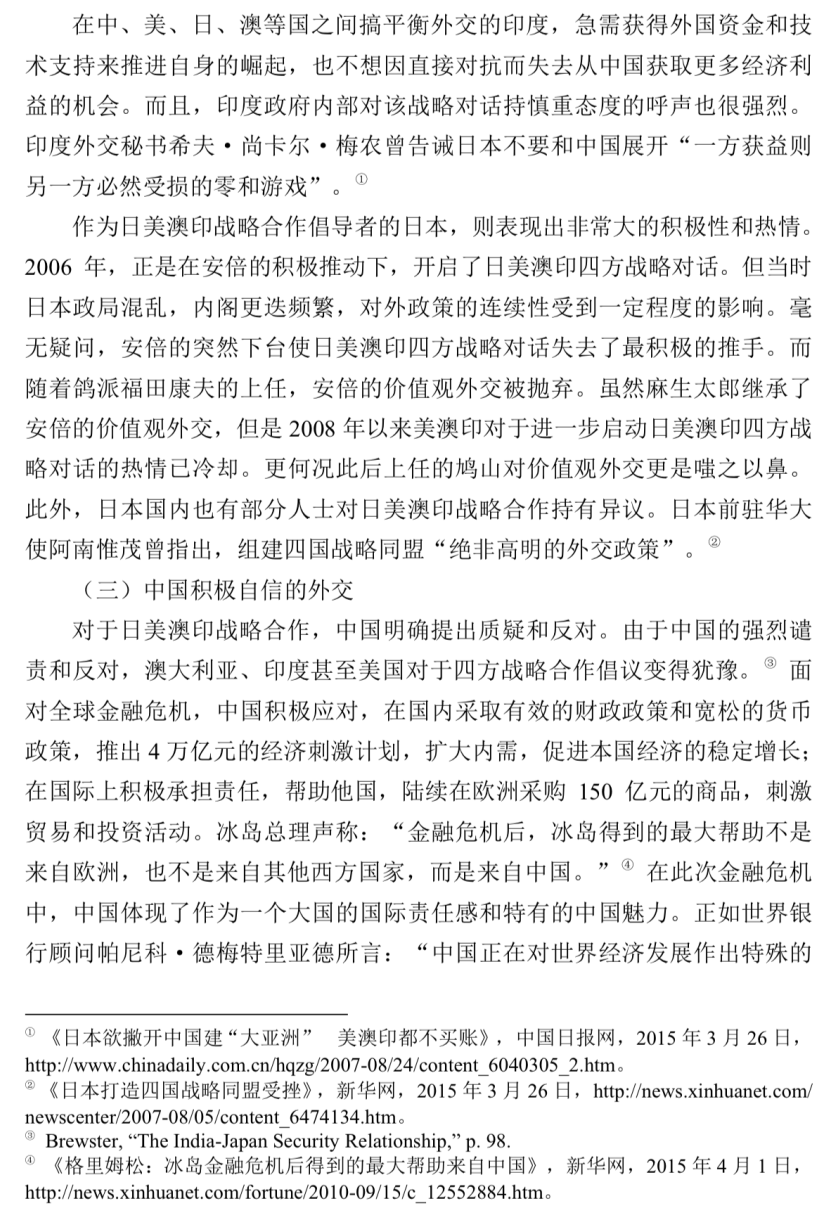 在中、美、日、澳等国之间搞平衡外交的印度，急需获得外国资金和技
术支持来推进自身的崛起，也不想因直接对抗而失去从中国获取更多经济利
益的机会。而且，印度政府内部对该战略对话持慎重态度的呼声也很强烈。
印度外交秘书希夫·尚卡尔·梅农曾告诫日本不要和中国展开“一方获益则
另一方必然受损的零和游戏”。①
作为日美澳印战略合作倡导者的日本，则表现出非常大的积极性和热情。
2006 年，正是在安倍的积极推动下，开启了日美澳印四方战略对话。但当时
日本政局混乱，内阁更迭频繁，对外政策的连续性受到一定程度的影响。毫
无疑问，安倍的突然下台使日美澳印四方战略对话失去了最积极的推手。而
随着鸽派福田康夫的上任，安倍的价值观外交被抛弃。虽然麻生太郎继承了
安倍的价值观外交，但是 2008 年以来美澳印对于进一步启动日美澳印四方战
略对话的热情已冷却。更何况此后上任的鸠山对价值观外交更是嗤之以鼻。
此外，日本国内也有部分人士对日美澳印战略合作持有异议。日本前驻华大
使阿南惟茂曾指出，组建四国战略同盟“绝非高明的外交政策”。②
（三）中国积极自信的外交
对于日美澳印战略合作，中国明确提出质疑和反对。由于中国的强烈谴
责和反对，澳大利亚、印度甚至美国对于四方战略合作倡议变得犹豫。③ 面
对全球金融危机，中国积极应对，在国内采取有效的财政政策和宽松的货币
政策，推出 4 万亿元的经济刺激计划，扩大内需，促进本国经济的稳定增长；
在国际上积极承担责任，帮助他国，陆续在欧洲采购 150 亿元的商品，刺激
贸易和投资活动。冰岛总理声称：“金融危机后，冰岛得到的最大帮助不是
来自欧洲，也不是来自其他西方国家，而是来自中国。”④ 在此次金融危机
中，中国体现了作为一个大国的国际责任感和特有的中国魅力。正如世界银
行顾问帕尼科·德梅特里亚德所言：“中国正在对世界经济发展作出特殊的
① 《日本欲撇开中国建“大亚洲” 美澳印都不买账》，中国日报网，2015 年 3 月 26 日，
http://www.chinadaily.com.cn/hqzg/2007-08/24/content_6040305_2.htm。
② 《日本打造四国战略同盟受挫》，新华网，2015 年 3 月 26 日，http://news.xinhuanet.com/
newscenter/2007-08/05/content_6474134.htm。
③ Brewster, “The India-Japan Security Relationship,” p. 98.
④ 《格里姆松：冰岛金融危机后得到的最大帮助来自中国》，新华网，2015 年 4 月 1 日，
http://news.xinhuanet.com/fortune/2010-09/15/c_12552884.htm。